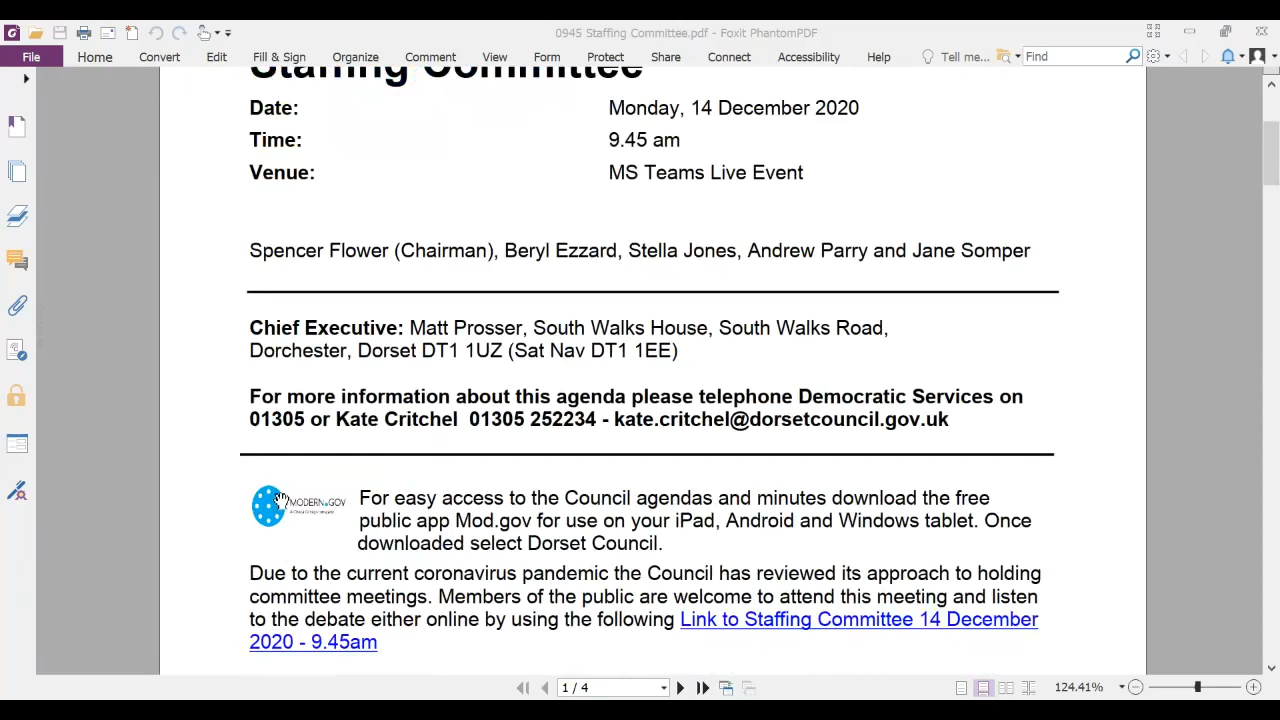 0945 Staffing Committee.pdf - Foxit PhantomPDF
File Home Convert Edit Fill & Sign Organize Comment View Form Protect Share Connect Accessibility Help Tell me... Find
Staffing Committee
Date: Monday, 14 December 2020
Time: 9.45 am
Venue: MS Teams Live Event
Spencer Flower (Chairman), Beryl Ezzard, Stella Jones, Andrew Parry and Jane Somper
Chief Executive: Matt Prosser, South Walks House, South Walks Road,
Dorchester, Dorset DT1 1UZ (Sat Nav DT1 1EE)
For more information about this agenda please telephone Democratic Services on
01305 or Kate Critchel 01305 252234 - kate.critchel@dorsetcouncil.gov.uk
MODERN.GOV
For easy access to the Council agendas and minutes download the free
public app Mod.gov for use on your iPad, Android and Windows tablet. Once
downloaded select Dorset Council.
Due to the current coronavirus pandemic the Council has reviewed its approach to holding
committee meetings. Members of the public are welcome to attend this meeting and listen
to the debate either online by using the following Link to Staffing Committee 14 December
2020 - 9.45am
1 / 4 124.41%